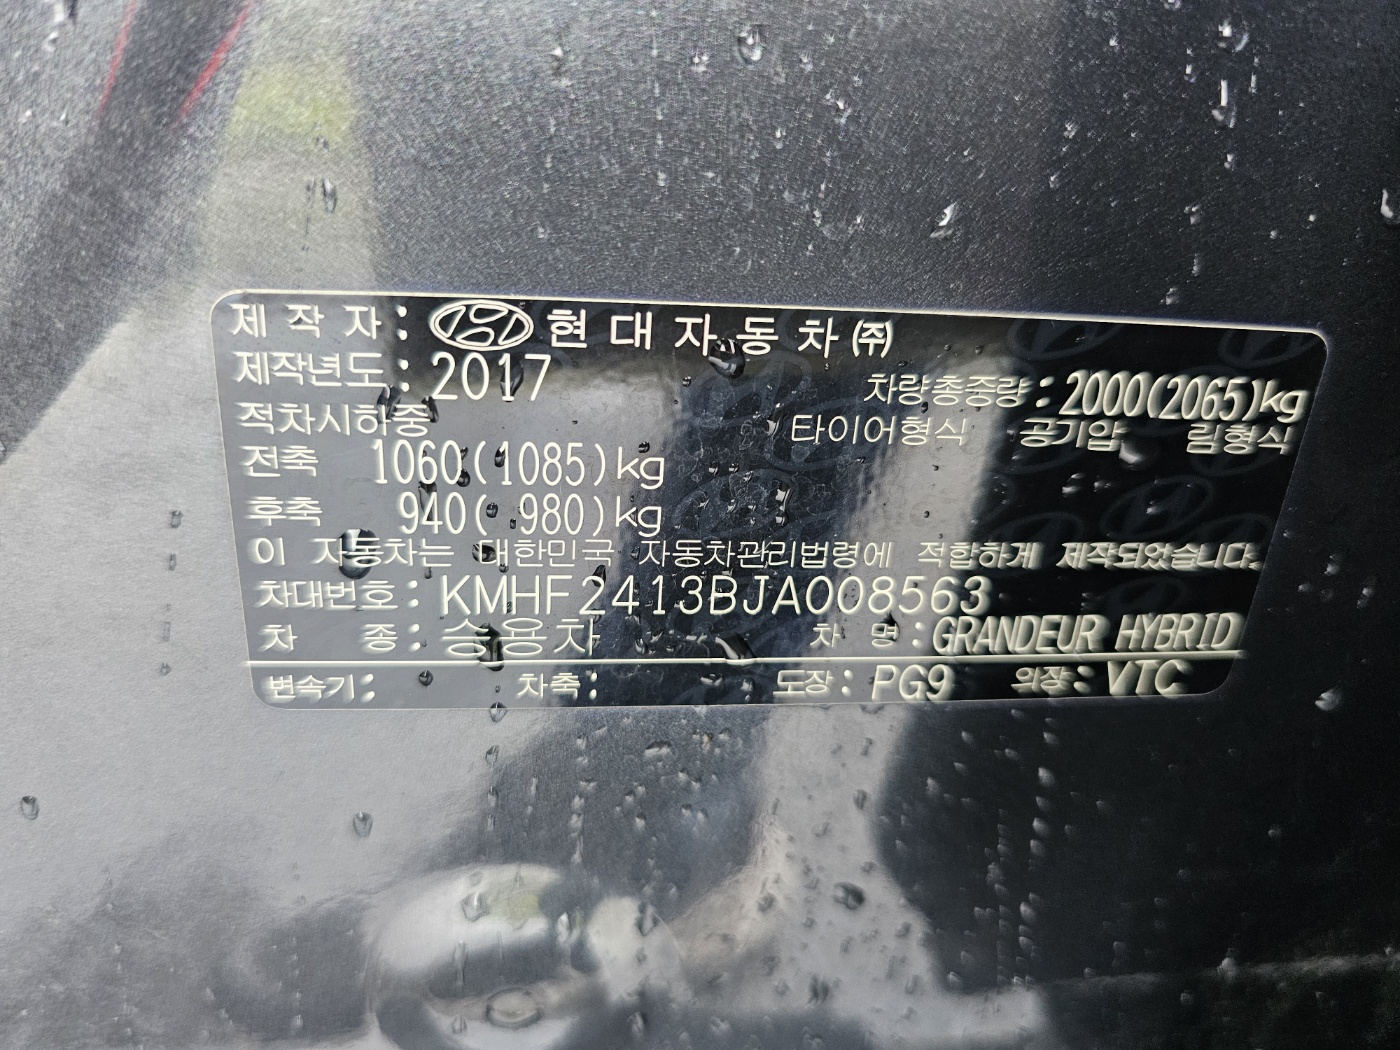 제 작 자 : 현 대 자 동 차 ㈜
제작년도 : 2017
차량총중량 : 2000(2065)kg
적차시하중
타이어형식 공기압 림형식
전축 1060(1085)kg
후축 940( 980)kg
이 자동차는 대한민국 자동차관리법령에 적합하게 제작되었습니다.
차대번호 : KMHF2413BJA008563
차 종 : 승용차 차 명 : GRANDEUR HYBRID
변속기 : 차축 : 도장 : PG9 의장 : VTC